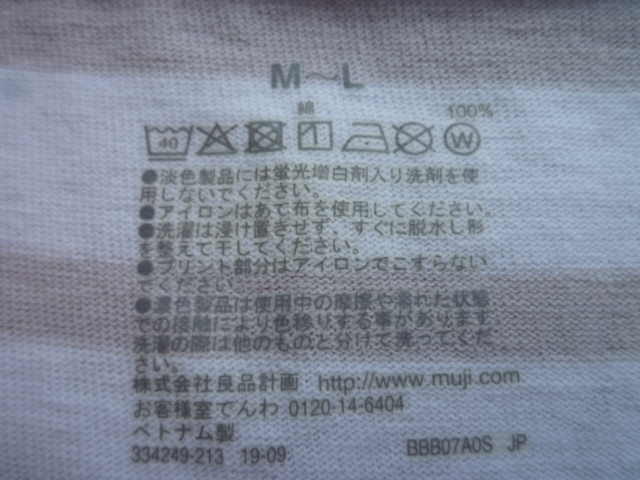 M～L
綿 100%
40 W
●淡色製品には蛍光増白剤入り洗剤を使
用しないでください。
●アイロンはあて布を使用してください。
●洗濯は浸け置きせず、すぐに脱水し形
を整えて干してください。
●プリント部分はアイロンでこすらない
でください。
●濃色製品は使用中の摩擦や濡れた状態
での接触により色移りする事があります
洗濯の際は他のものと分けて洗ってくだ
さい。
株式会社良品計画 http://www.muji.com
お客様室でんわ 0120-14-6404
ベトナム製
334249-213 19-09 BBB07A0S JP